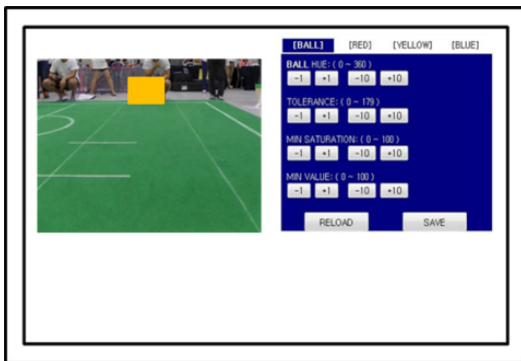 [BALL] [RED] [YELLOW] [BLUE]
BALL HUE: ( 0 ~ 360 )
-1 +1 -10 +10
TOLERANCE: ( 0 ~ 179 )
-1 +1 -10 +10
MIN SATURATION: ( 0 ~ 100 )
-1 +1 -10 +10
MIN VALUE: ( 0 ~ 100 )
-1 +1 -10 +10
RELOAD SAVE